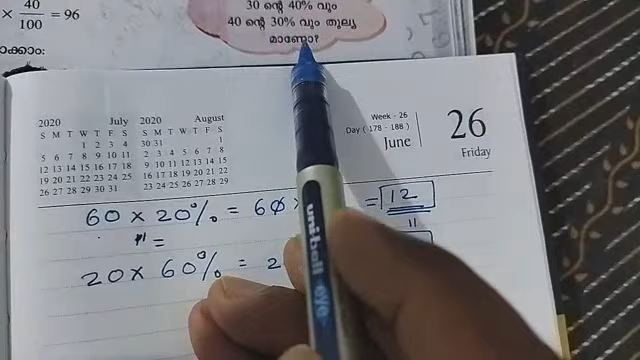 × 40/100 = 96
ാക്കാം:
30 ന്റെ 40% വും
40 ന്റെ 30% വും തുല്യ
മാണോ?
2020 July
S M T W T F S
1 2 3 4
5 6 7 8 9 10 11
12 13 14 15 16 17 18
19 20 21 22 23 24 25
26 27 28 29 30 31
2020 August
S M T W T F S
30 31 1
2 3 4 5 6 7 8
9 10 11 12 13 14 15
16 17 18 19 20 21 22
23 24 25 26 27 28 29
Week - 26
Day ( 178 - 188 )
June
26
Friday
60 × 20% = 60 × = 12
" = "
20 × 60% = 2
uniball eye